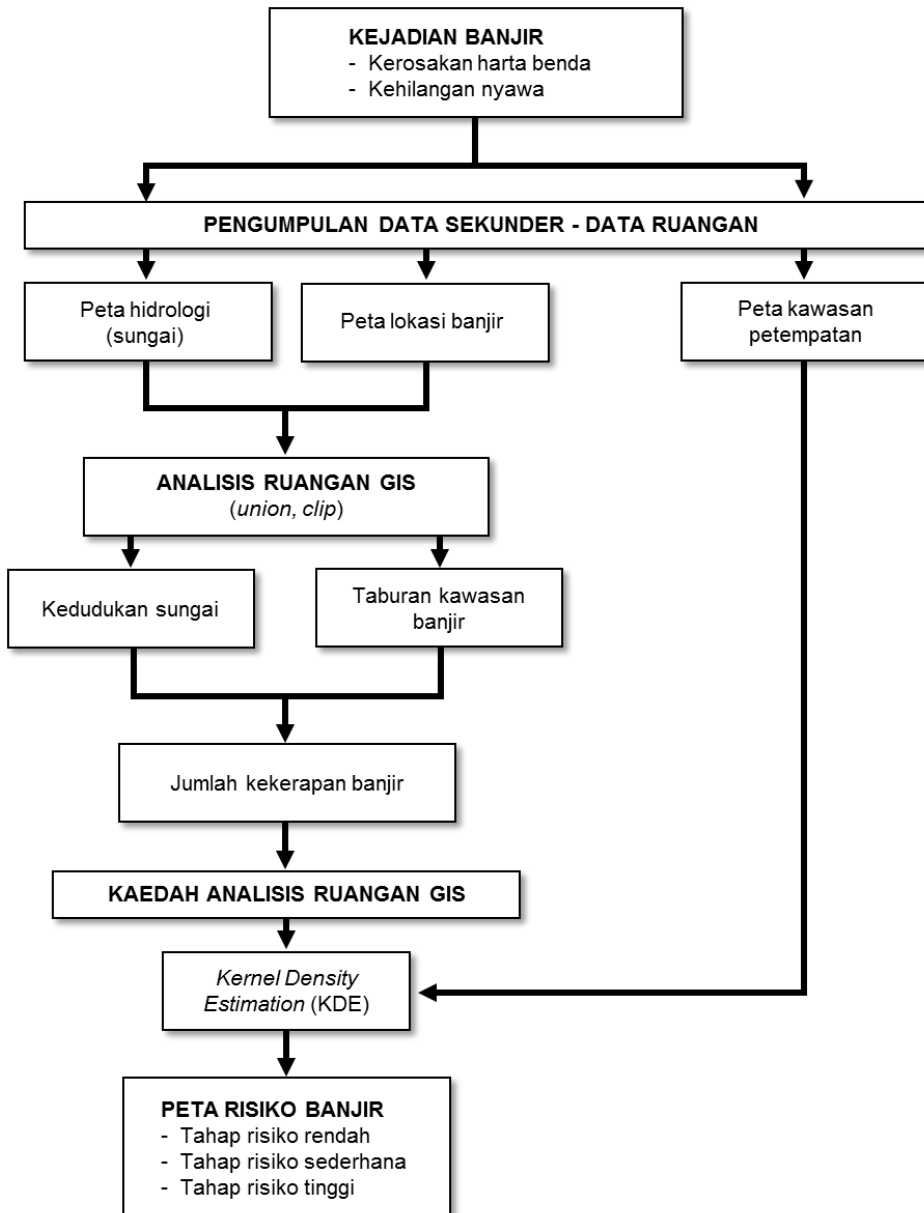 KEJADIAN BANJIR
- Kerosakan harta benda
- Kehilangan nyawa
PENGUMPULAN DATA SEKUNDER - DATA RUANGAN
Peta hidrologi
(sungai)
Peta lokasi banjir
Peta kawasan
petempatan
ANALISIS RUANGAN GIS
(union, clip)
Kedudukan sungai
Taburan kawasan
banjir
Jumlah kekerapan banjir
KAEDAH ANALISIS RUANGAN GIS
Kernel Density
Estimation (KDE)
PETA RISIKO BANJIR
- Tahap risiko rendah
- Tahap risiko sederhana
- Tahap risiko tinggi